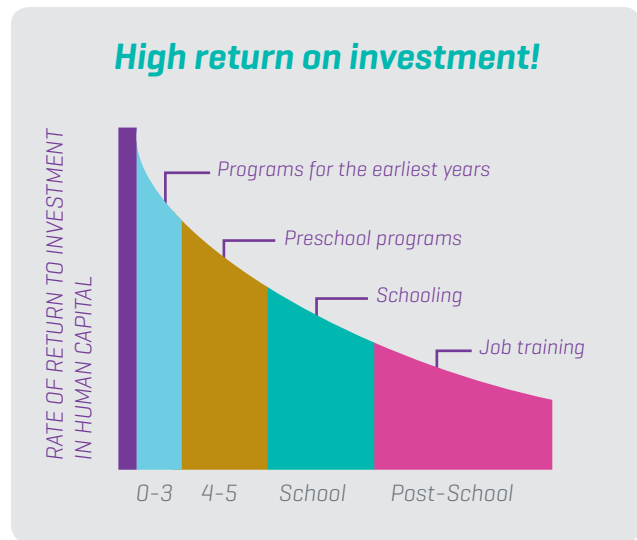 High return on investment!
RATE OF RETURN TO INVESTMENT
IN HUMAN CAPITAL
Programs for the earliest years
Preschool programs
Schooling
Job training
0-3
4-5
School
Post-School